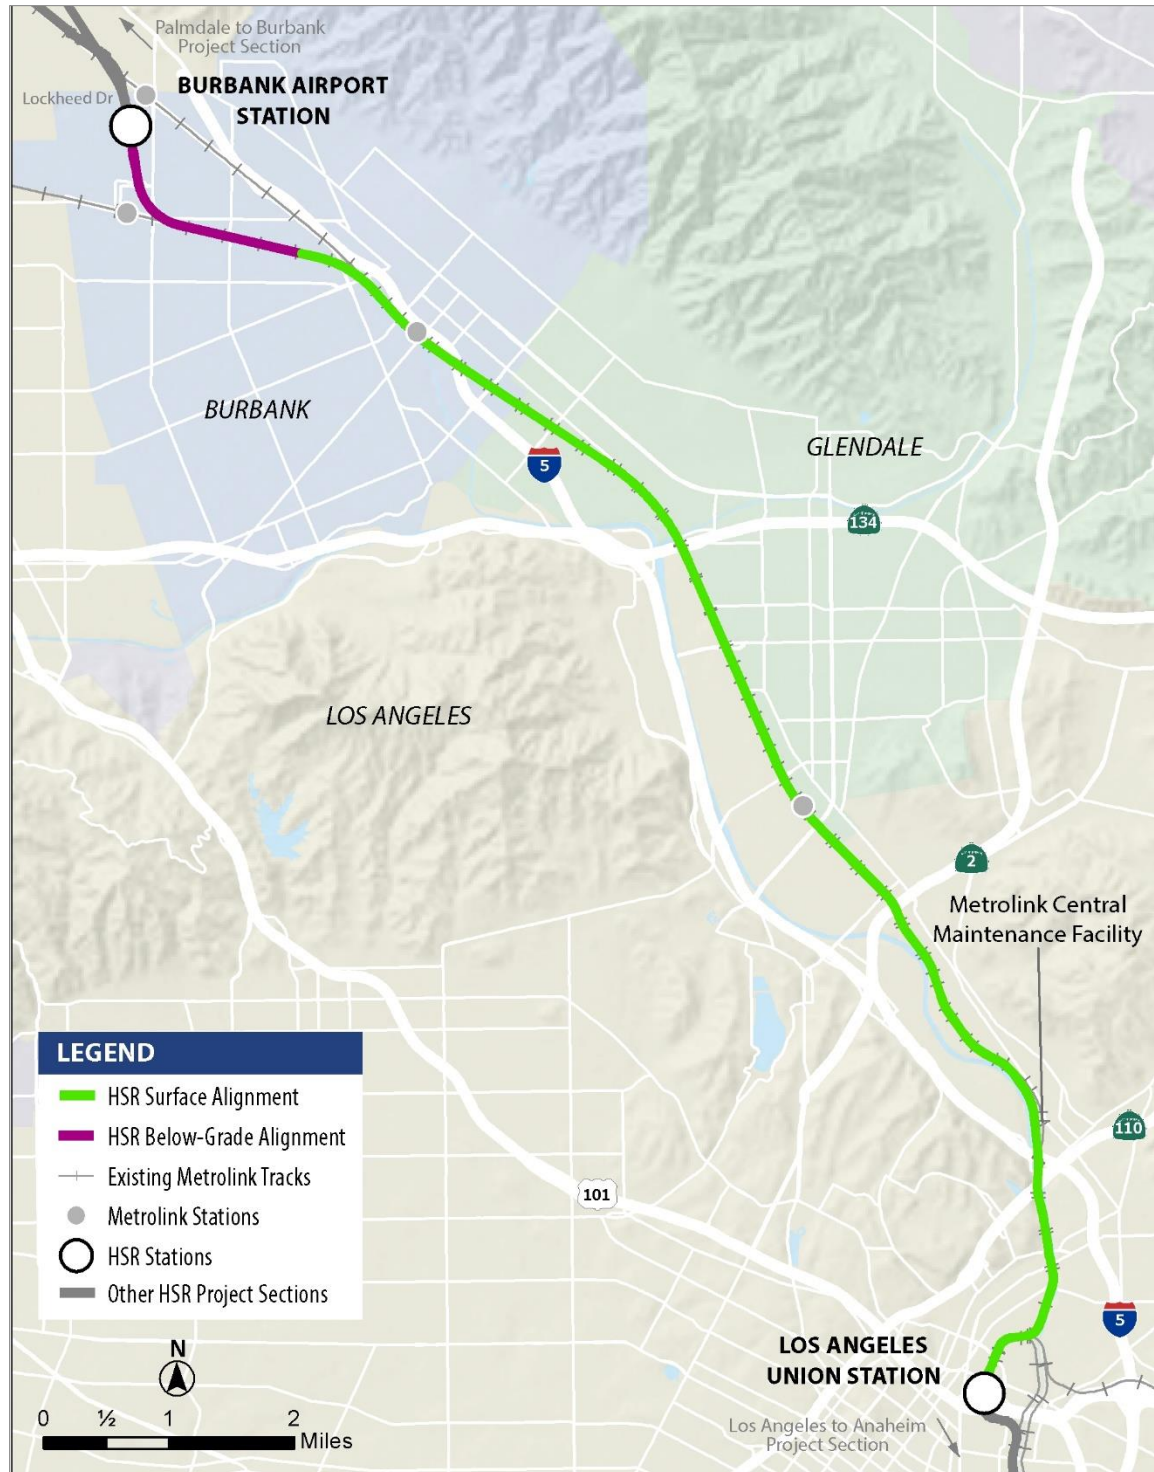 Palmdale to Burbank
Project Section
BURBANK AIRPORT
STATION
Lockheed Dr
BURBANK
GLENDALE
5
134
LOS ANGELES
2
Metrolink Central
Maintenance Facility
LEGEND
HSR Surface Alignment
HSR Below-Grade Alignment
Existing Metrolink Tracks
Metrolink Stations
HSR Stations
Other HSR Project Sections
110
101
5
LOS ANGELES
UNION STATION
N
0 ½ 1 2
Miles
Los Angeles to Anaheim
Project Section